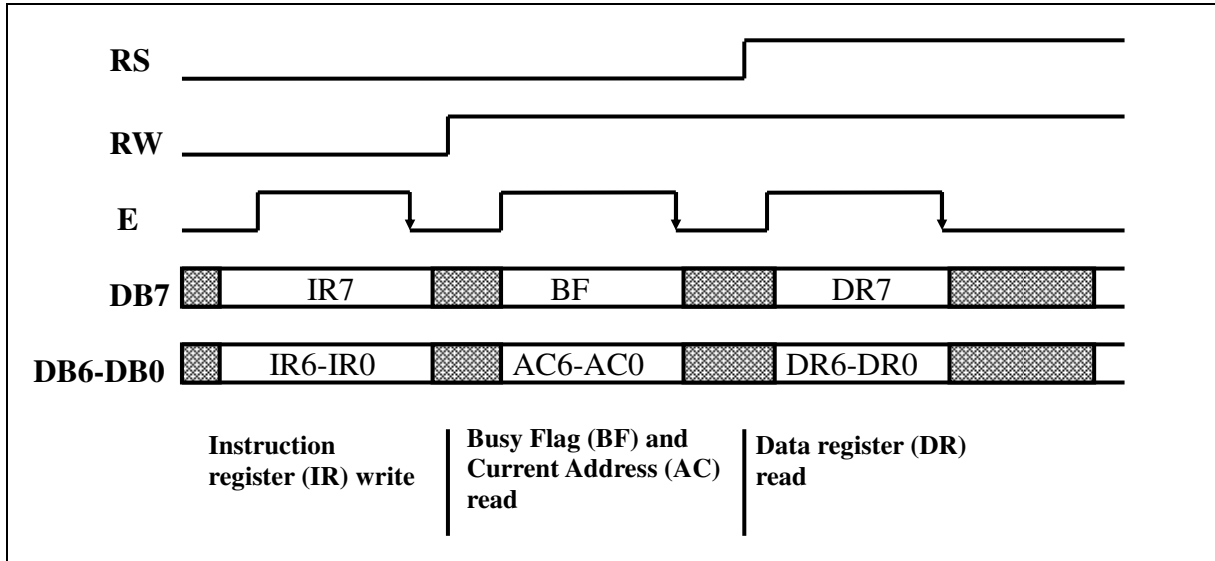 RS
RW
E
DB7
IR7
BF
DR7
DB6-DB0
IR6-IR0
AC6-AC0
DR6-DR0
Instruction
register (IR) write
Busy Flag (BF) and
Current Address (AC)
read
Data register (DR)
read